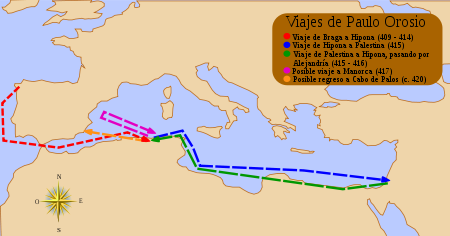 Viajes de Paulo Orosio
Viaje de Braga a Hipona (409 - 414)
Viaje de Hipona a Palestina (415)
Viaje de Palestina a Hipona, pasando por
Alejandría (415 - 416)
Posible viaje a Manorca (417)
Posible regreso a Cabo de Palos (c. 420)
N
O
E
S